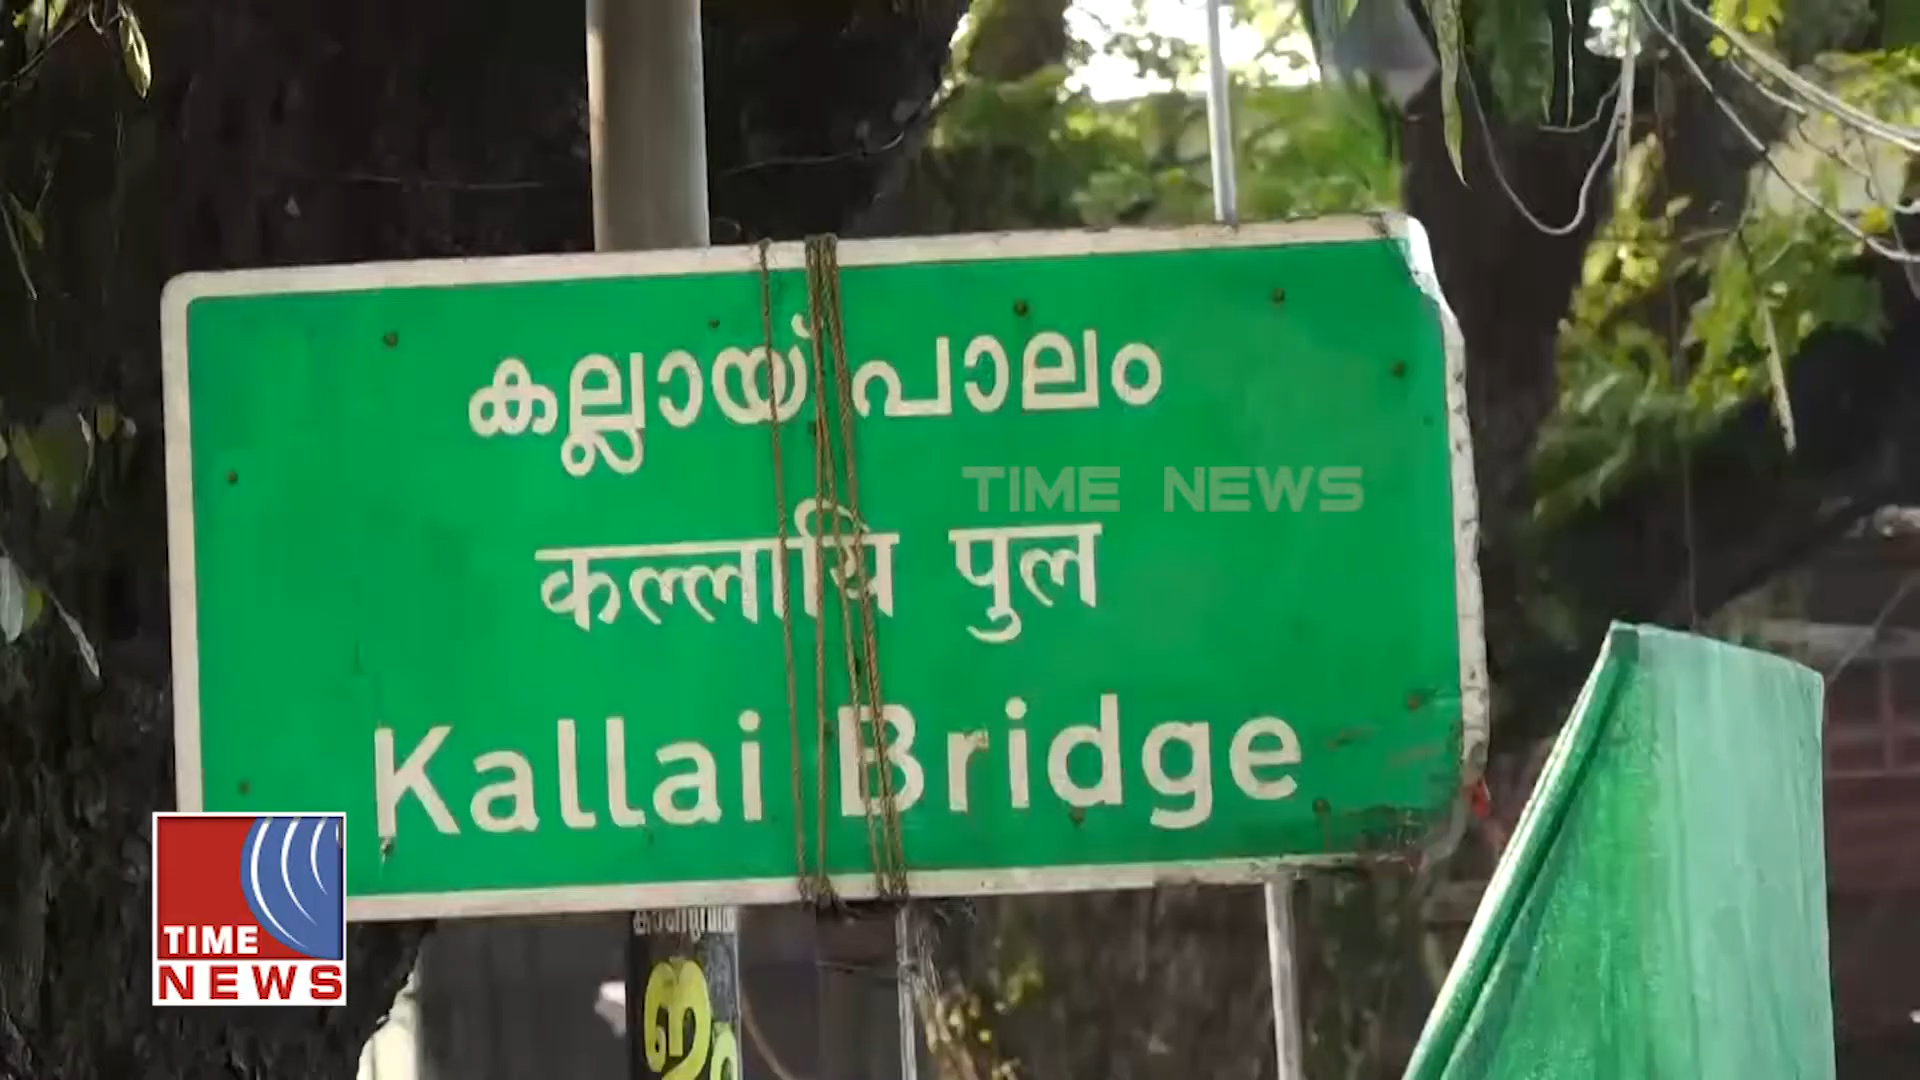 കല്ലായ് പാലം
TIME NEWS
कल्लायि पुल
Kallai Bridge
TIME
NEWS